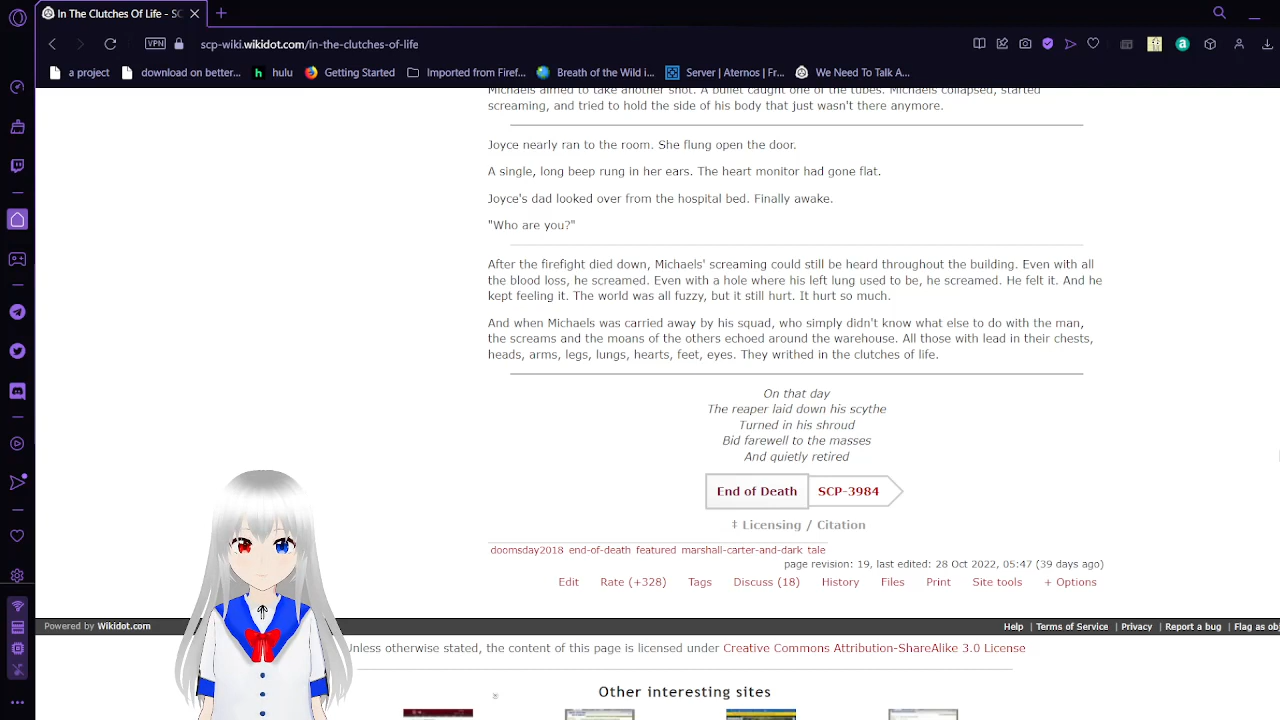 In The Clutches Of Life - SC
VPN
scp-wiki.wikidot.com/in-the-clutches-of-life
a project
download on better...
hulu
Getting Started
Imported from Firef...
Breath of the Wild i...
Server | Aternos | Fr...
We Need To Talk A...
Michaels aimed to take another shot. A bullet caught one of the tubes. Michaels collapsed, started
screaming, and tried to hold the side of his body that just wasn't there anymore.
Joyce nearly ran to the room. She flung open the door.
A single, long beep rung in her ears. The heart monitor had gone flat.
Joyce's dad looked over from the hospital bed. Finally awake.
"Who are you?"
After the firefight died down, Michaels' screaming could still be heard throughout the building. Even with all
the blood loss, he screamed. Even with a hole where his left lung used to be, he screamed. He felt it. And he
kept feeling it. The world was all fuzzy, but it still hurt. It hurt so much.
And when Michaels was carried away by his squad, who simply didn't know what else to do with the man,
the screams and the moans of the others echoed around the warehouse. All those with lead in their chests,
heads, arms, legs, lungs, hearts, feet, eyes. They writhed in the clutches of life.
On that day
The reaper laid down his scythe
Turned in his shroud
Bid farewell to the masses
And quietly retired
End of Death SCP-3984
‡ Licensing / Citation
doomsday2018 end-of-death featured marshall-carter-and-dark tale
page revision: 19, last edited: 28 Oct 2022, 05:47 (39 days ago)
Edit Rate (+328) Tags Discuss (18) History Files Print Site tools + Options
Powered by Wikidot.com
Help | Terms of Service | Privacy | Report a bug | Flag as obj
Unless otherwise stated, the content of this page is licensed under Creative Commons Attribution-ShareAlike 3.0 License
Other interesting sites